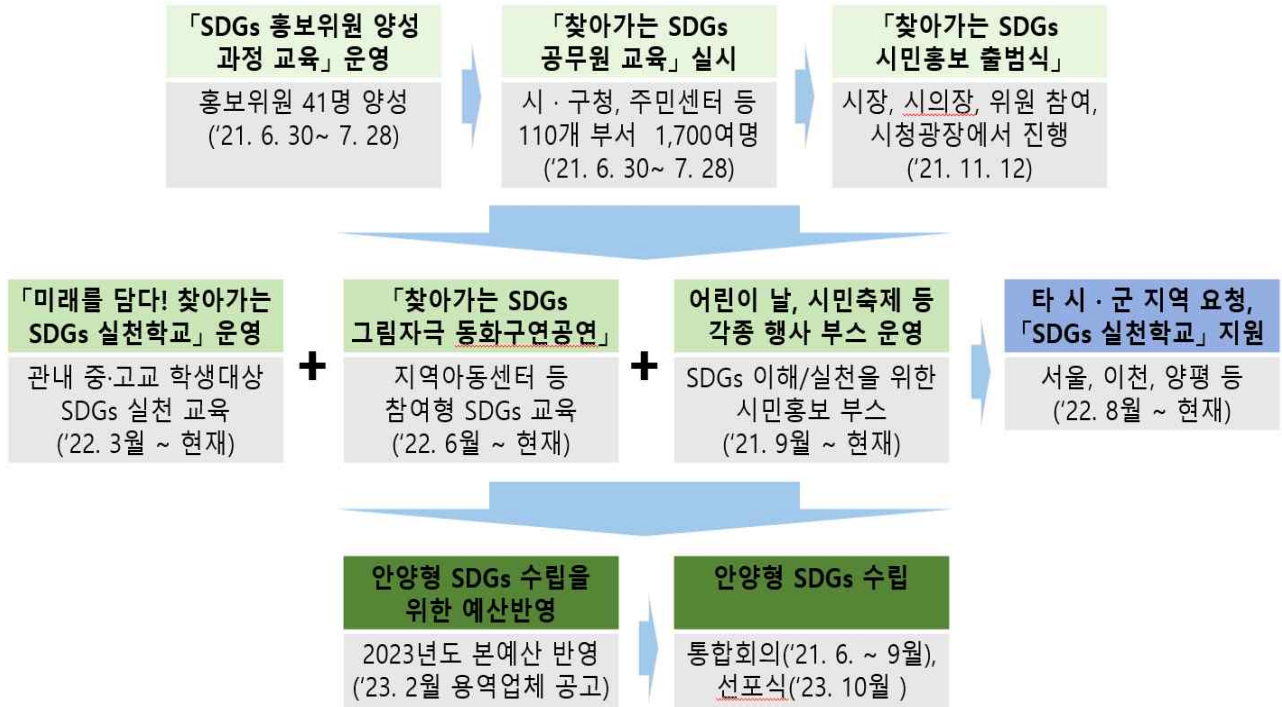 「SDGs 홍보위원 양성
과정 교육」 운영
홍보위원 41명 양성
(‘21. 6. 30~ 7. 28)
「찾아가는 SDGs
공무원 교육」 실시
시 · 구청, 주민센터 등
110개 부서 1,700여명
(‘21. 6. 30~ 7. 28)
「찾아가는 SDGs
시민홍보 출범식」
시장, 시의장, 위원 참여,
시청광장에서 진행
(‘21. 11. 12)
「미래를 담다! 찾아가는
SDGs 실천학교」 운영
관내 중·고교 학생대상
SDGs 실천 교육
(‘22. 3월 ~ 현재)
+
「찾아가는 SDGs
그림자극 동화구연공연」
지역아동센터 등
참여형 SDGs 교육
(‘22. 6월 ~ 현재)
+
어린이 날, 시민축제 등
각종 행사 부스 운영
SDGs 이해/실천을 위한
시민홍보 부스
(‘21. 9월 ~ 현재)
타 시 · 군 지역 요청,
「SDGs 실천학교」 지원
서울, 이천, 양평 등
(‘22. 8월 ~ 현재)
안양형 SDGs 수립을
위한 예산반영
2023년도 본예산 반영
(‘23. 2월 용역업체 공고)
안양형 SDGs 수립
통합회의(‘21. 6. ~ 9월),
선포식(‘23. 10월 )